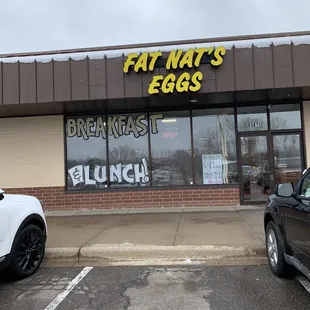 FAT NAT'S
EGGS
BREAKFAST
& LUNCH!